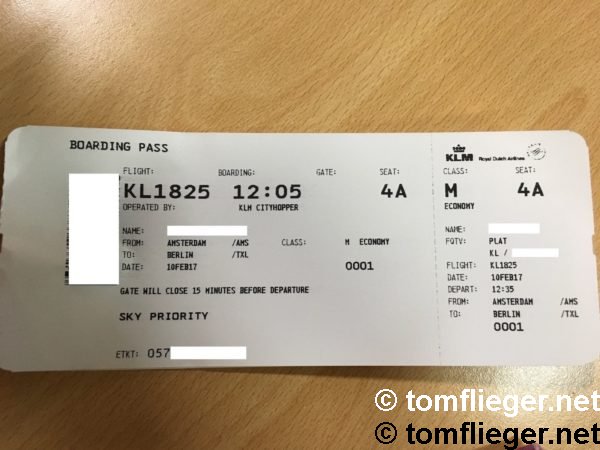 BOARDING PASS
FLIGHT: BOARDING: GATE: SEAT:
KL1825 12:05 4A
OPERATED BY: KLM CITYHOPPER
NAME:
FROM: AMSTERDAM /AMS CLASS: M ECONOMY
TO: BERLIN /TXL
DATE: 10FEB17 0001
GATE WILL CLOSE 15 MINUTES BEFORE DEPARTURE
SKY PRIORITY
ETKT: 057
KLM Royal Dutch Airlines
CLASS: SEAT:
M 4A
ECONOMY
NAME:
FQTV: PLAT
KL /
FLIGHT: KL1825
DATE: 10FEB17
DEPART: 12:35
FROM: AMSTERDAM /AMS
TO: BERLIN /TXL
0001
© tomflieger.net
© tomflieger.net